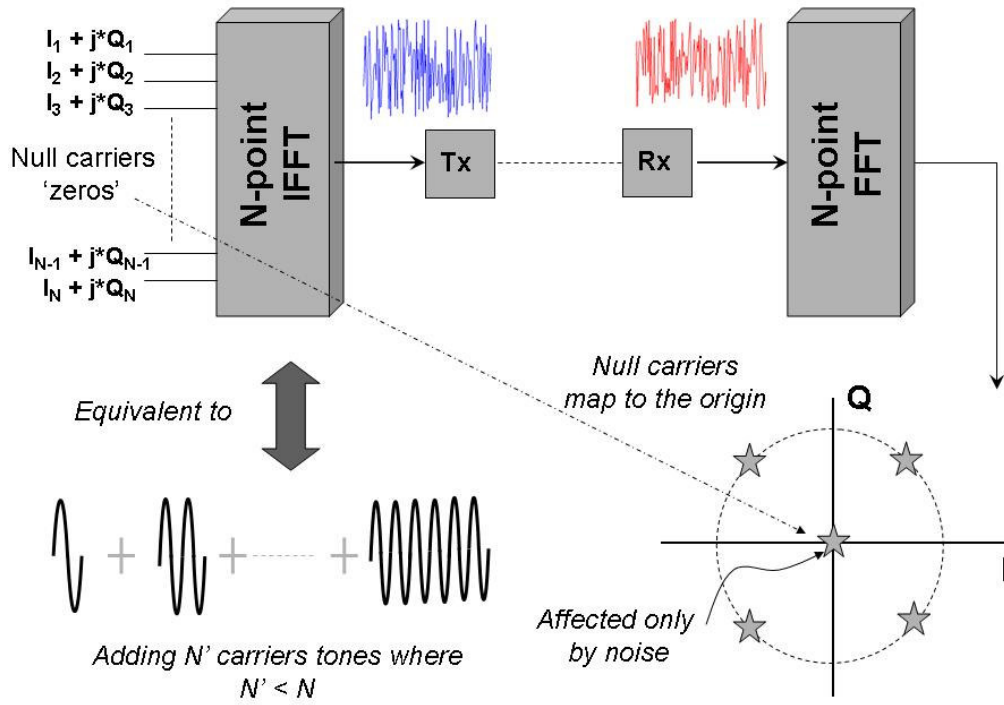 I1 + j*Q1
I2 + j*Q2
I3 + j*Q3
Null carriers
'zeros'
IN-1 + j*QN-1
IN + j*QN
N-point
IFFT
Tx
Rx
N-point
FFT
Equivalent to
Null carriers
map to the origin
Q
I
+ + +
Affected only
by noise
Adding N' carriers tones where
N' < N